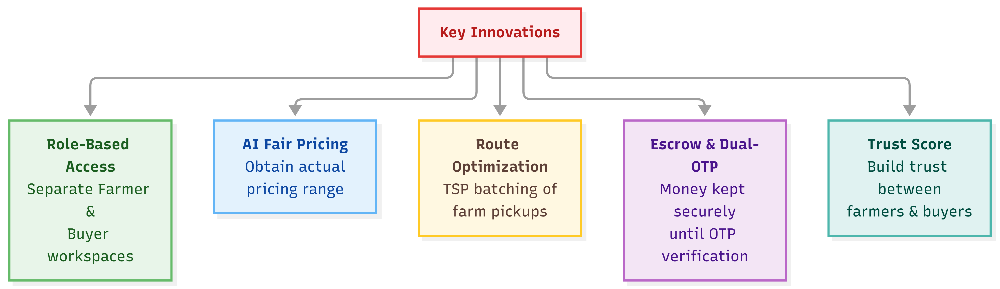 Key Innovations
Role-Based
Access
Separate Farmer
&
Buyer
workspaces
AI Fair Pricing
Obtain actual
pricing range
Route
Optimization
TSP batching of
farm pickups
Escrow & Dual-
OTP
Money kept
securely
until OTP
verification
Trust Score
Build trust
between
farmers & buyers